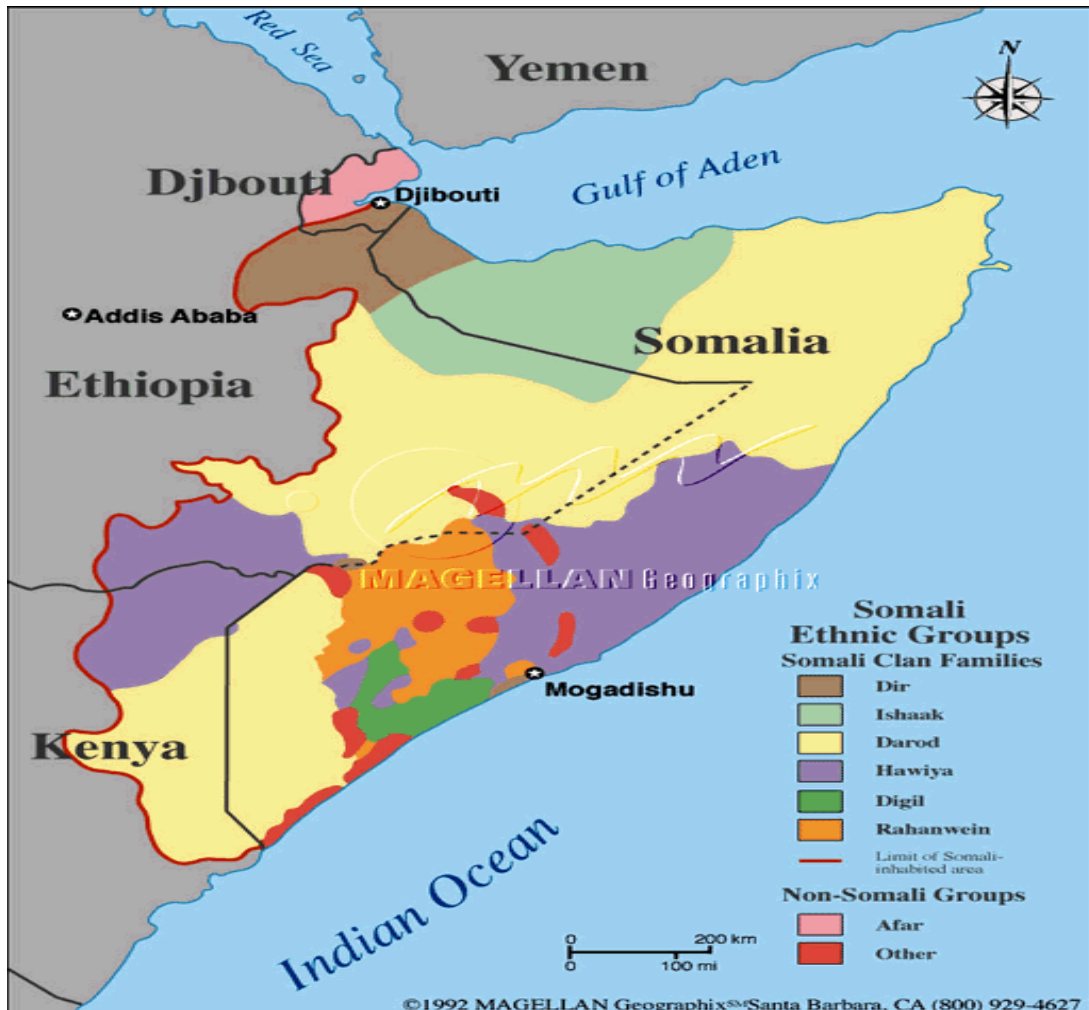 Red Sea
Yemen
N
Djbouti
Djibouti
Gulf of Aden
Addis Ababa
Somalia
Ethiopia
MAGELLAN Geographix
Mogadishu
Kenya
Indian Ocean
Somali
Ethnic Groups
Somali Clan Families
Dir
Ishaak
Darod
Hawiya
Digil
Rahanwein
Limit of Somali-
inhabited area
Non-Somali Groups
Afar
Other
0 200 km
0 100 mi
©1992 MAGELLAN Geographix℠Santa Barbara, CA (800) 929-4627